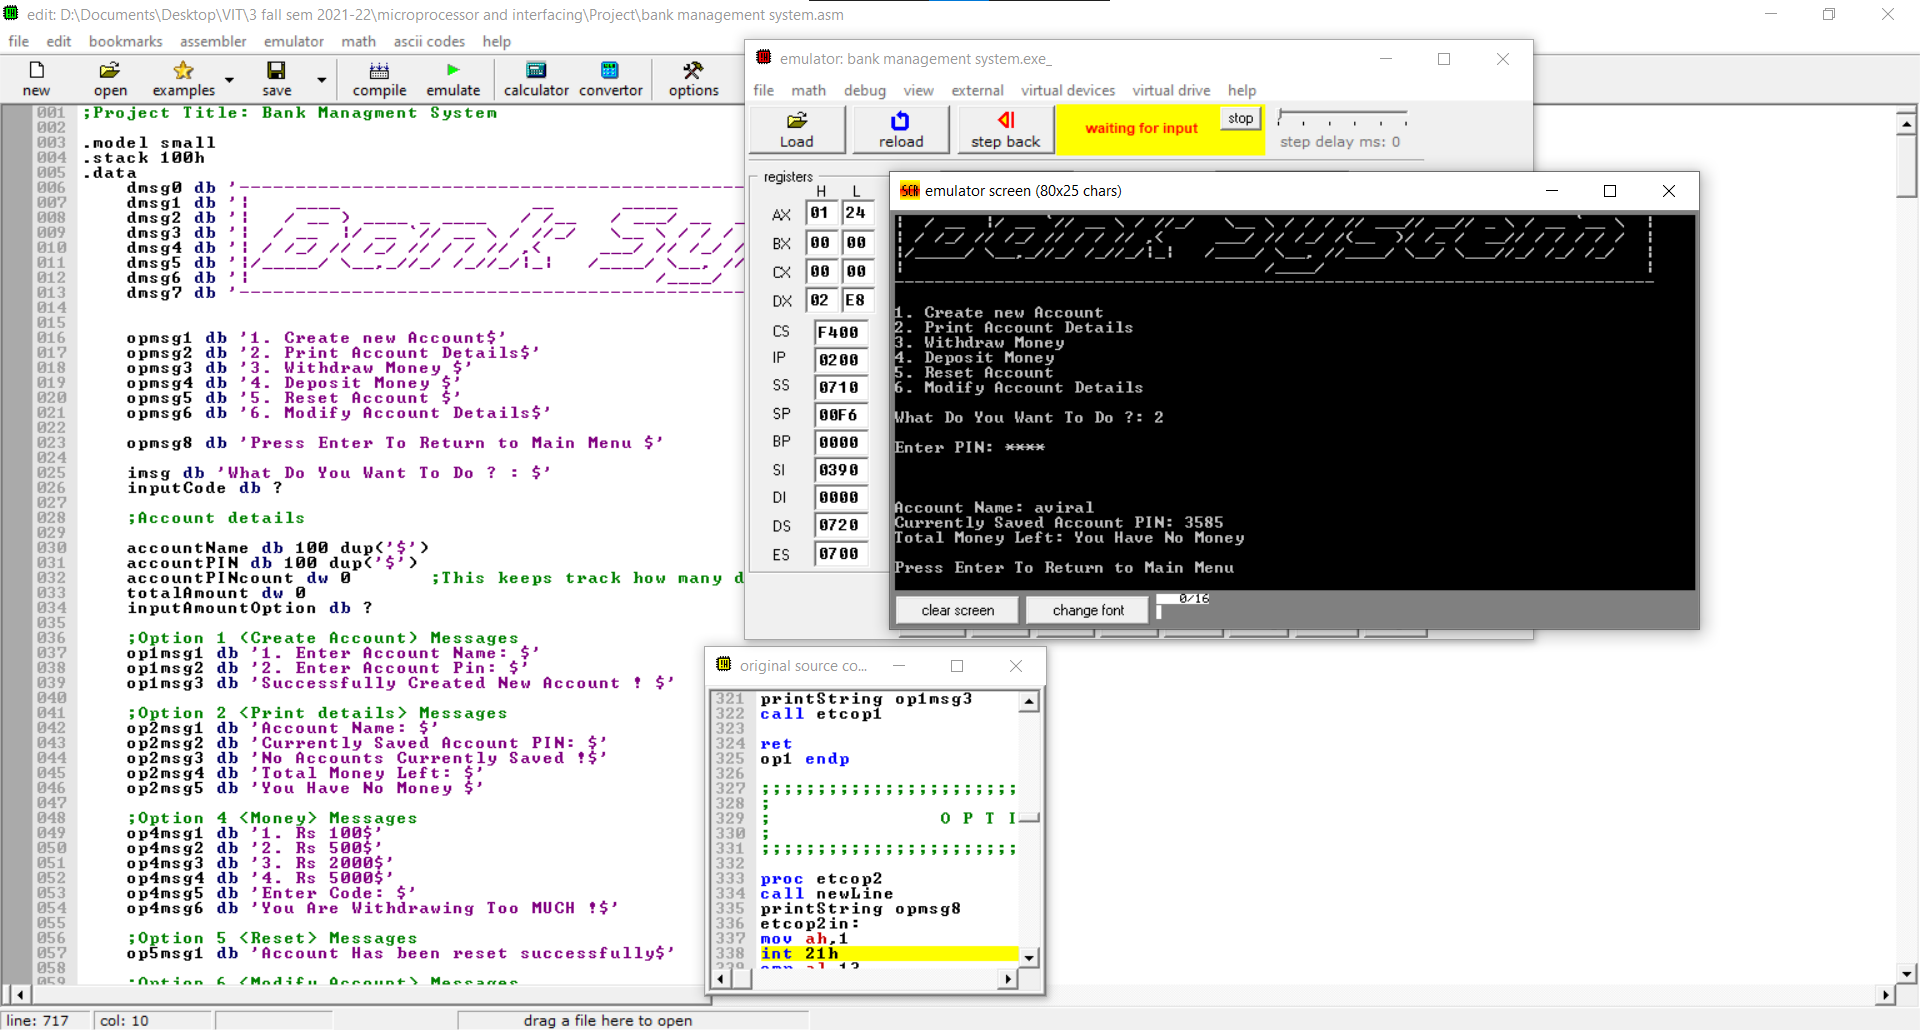 edit: D:\Documents\Desktop\VIT\3 fall sem 2021-22\microprocessor and interfacing\Project\bank management system.asm
file edit bookmarks assembler emulator math ascii codes help
new open examples save compile emulate calculator convertor options
001 ;Project Title: Bank Managment System
002
003 .model small
004 .stack 100h
005 .data
006 dmsg0 db '---------------------------------------------
007 dmsg1 db '|
008 dmsg2 db '|
009 dmsg3 db '|
010 dmsg4 db '|
011 dmsg5 db '|
012 dmsg6 db '|
013 dmsg7 db '---------------------------------------------
014
015
016 opmsg1 db '1. Create new Account$'
017 opmsg2 db '2. Print Account Details$'
018 opmsg3 db '3. Withdraw Money $'
019 opmsg4 db '4. Deposit Money $'
020 opmsg5 db '5. Reset Account $'
021 opmsg6 db '6. Modify Account Details$'
022
023 opmsg8 db 'Press Enter To Return to Main Menu $'
024
025 imsg db 'What Do You Want To Do ? : $'
026 inputCode db ?
027
028 ;Account details
029
030 accountName db 100 dup('$')
031 accountPIN db 100 dup('$')
032 accountPINcount dw 0 ;This keeps track how many d
033 totalAmount dw 0
034 inputAmountOption db ?
035
036 ;Option 1 (Create Account) Messages
037 op1msg1 db '1. Enter Account Name: $'
038 op1msg2 db '2. Enter Account Pin: $'
039 op1msg3 db 'Successfully Created New Account ! $'
040
041 ;Option 2 (Print details) Messages
042 op2msg1 db 'Account Name: $'
043 op2msg2 db 'Currently Saved Account PIN: $'
044 op2msg3 db 'No Accounts Currently Saved !$'
045 op2msg4 db 'Total Money Left: $'
046 op2msg5 db 'You Have No Money $'
047
048 ;Option 4 (Money) Messages
049 op4msg1 db '1. Rs 100$'
050 op4msg2 db '2. Rs 500$'
051 op4msg3 db '3. Rs 2000$'
052 op4msg4 db '4. Rs 5000$'
053 op4msg5 db 'Enter Code: $'
054 op4msg6 db 'You Are Withdrawing Too MUCH !$'
055
056 ;Option 5 (Reset) Messages
057 op5msg1 db 'Account Has been reset successfully$'
058
059 ;Option 6 (Modify Account) Messages
line: 717 col: 10 drag a file here to open
emulator: bank management system.exe_
file math debug view external virtual devices virtual drive help
Load reload step back waiting for input stop step delay ms: 0
registers
H L
AX 01 24
BX 00 00
CX 00 00
DX 02 E8
CS F400
IP 0200
SS 0710
SP 00F6
BP 0000
SI 0390
DI 0000
DS 0720
ES 0700
SCR emulator screen (80x25 chars)
Bank System
1. Create new Account
2. Print Account Details
3. Withdraw Money
4. Deposit Money
5. Reset Account
6. Modify Account Details
What Do You Want To Do ?: 2
Enter PIN: ****
Account Name: aviral
Currently Saved Account PIN: 3585
Total Money Left: You Have No Money
Press Enter To Return to Main Menu
clear screen change font 0/16
original source co...
321 printString op1msg3
322 call etcop1
323
324 ret
325 op1 endp
326
327 ;;;;;;;;;;;;;;;;;;;;;;;
328 ;
329 ; O P T I
330 ;
331 ;;;;;;;;;;;;;;;;;;;;;;;
332
333 proc etcop2
334 call newLine
335 printString opmsg8
336 etcop2in:
337 mov ah,1
338 int 21h
339 cmp al,13